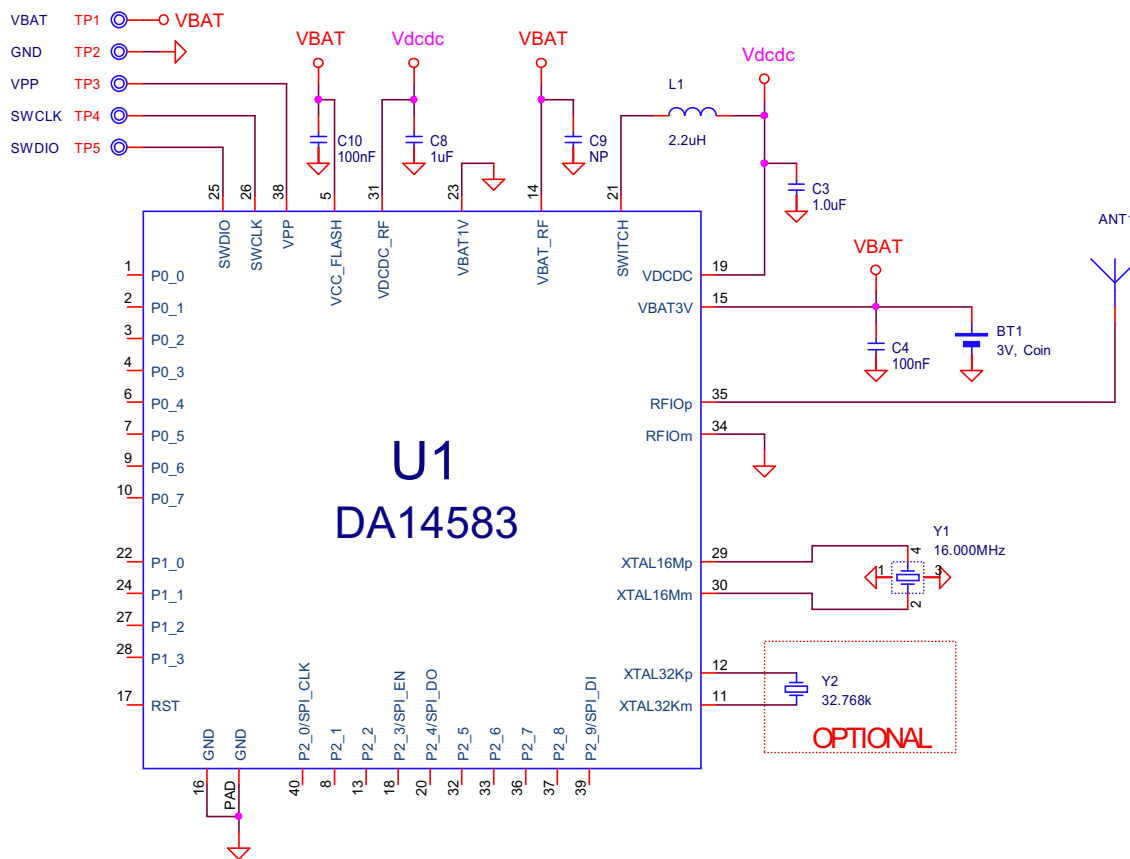 VBAT TP1 VBAT
GND TP2
VPP TP3
SWCLK TP4
SWDIO TP5
VBAT
Vdcdc
VBAT
Vdcdc
L1
2.2uH
C10
100nF
C8
1uF
C9
NP
C3
1.0uF
25 26 38 5 31 23 14 21
SWDIO
SWCLK
VPP
VCC_FLASH
VDCDC_RF
VBAT1V
VBAT_RF
SWITCH
1 P0_0
2 P0_1
3 P0_2
4 P0_3
6 P0_4
7 P0_5
9 P0_6
10 P0_7
22 P1_0
24 P1_1
27 P1_2
28 P1_3
17 RST
U1
DA14583
VDCDC 19
VBAT3V 15
RFIOp 35
RFIOm 34
XTAL16Mp 29
XTAL16Mm 30
XTAL32Kp 12
XTAL32Km 11
VBAT
C4
100nF
BT1
3V, Coin
ANT1
Y1
16.000MHz
4
1
3
2
Y2
32.768k
OPTIONAL
GND
GND
P2_0/SPI_CLK
P2_1
P2_2
P2_3/SPI_EN
P2_4/SPI_DO
P2_5
P2_6
P2_7
P2_8
P2_9/SPI_DI
16 PAD 40 8 13 18 20 32 33 36 37 39